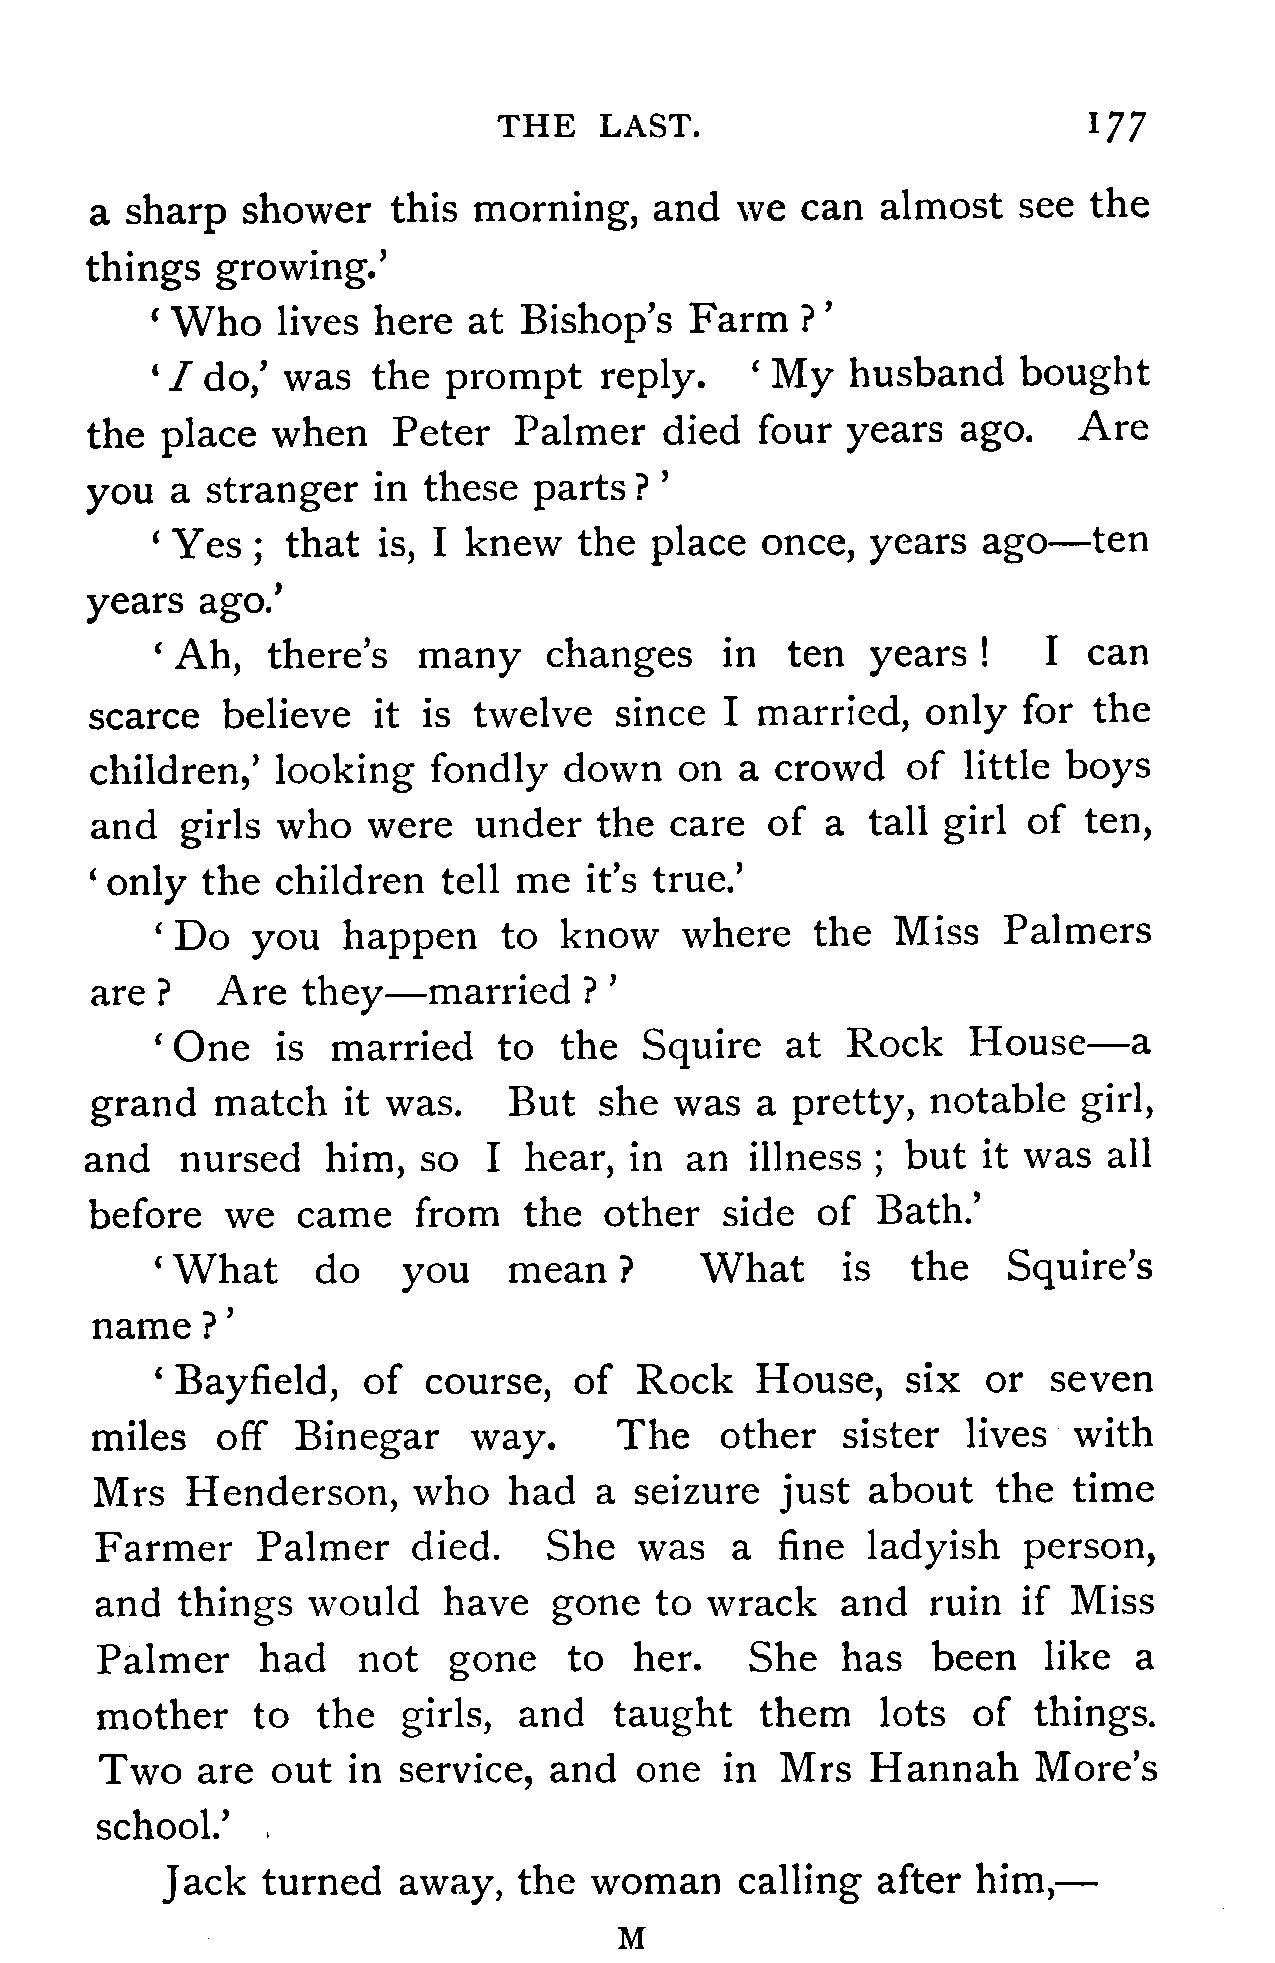 THE LAST. 177
a sharp shower this morning, and we can almost see the
things growing.’
‘ Who lives here at Bishop’s Farm ? ’
‘ I do,’ was the prompt reply. ‘ My husband bought
the place when Peter Palmer died four years ago. Are
you a stranger in these parts ? ’
‘ Yes ; that is, I knew the place once, years ago—ten
years ago.’
‘ Ah, there’s many changes in ten years ! I can
scarce believe it is twelve since I married, only for the
children,’ looking fondly down on a crowd of little boys
and girls who were under the care of a tall girl of ten,
‘ only the children tell me it’s true.’
‘ Do you happen to know where the Miss Palmers
are ? Are they—married ? ’
‘ One is married to the Squire at Rock House—a
grand match it was. But she was a pretty, notable girl,
and nursed him, so I hear, in an illness ; but it was all
before we came from the other side of Bath.’
‘ What do you mean ? What is the Squire’s
name ? ’
‘ Bayfield, of course, of Rock House, six or seven
miles off Binegar way. The other sister lives with
Mrs Henderson, who had a seizure just about the time
Farmer Palmer died. She was a fine ladyish person,
and things would have gone to wrack and ruin if Miss
Palmer had not gone to her. She has been like a
mother to the girls, and taught them lots of things.
Two are out in service, and one in Mrs Hannah More’s
school.’
Jack turned away, the woman calling after him,—
M